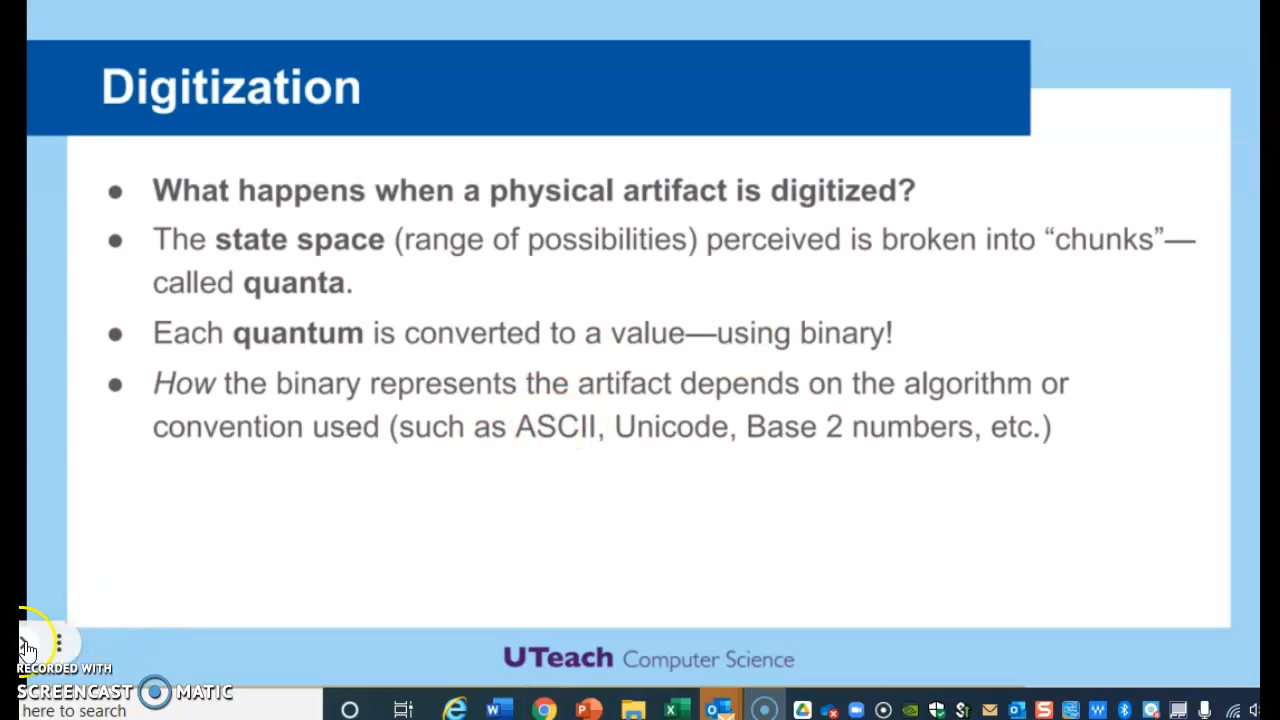 Digitization
● What happens when a physical artifact is digitized?
● The state space (range of possibilities) perceived is broken into “chunks”—
called quanta.
● Each quantum is converted to a value—using binary!
● How the binary represents the artifact depends on the algorithm or
convention used (such as ASCII, Unicode, Base 2 numbers, etc.)
UTeach Computer Science
RECORDED WITH
SCREENCAST MATIC
here to search